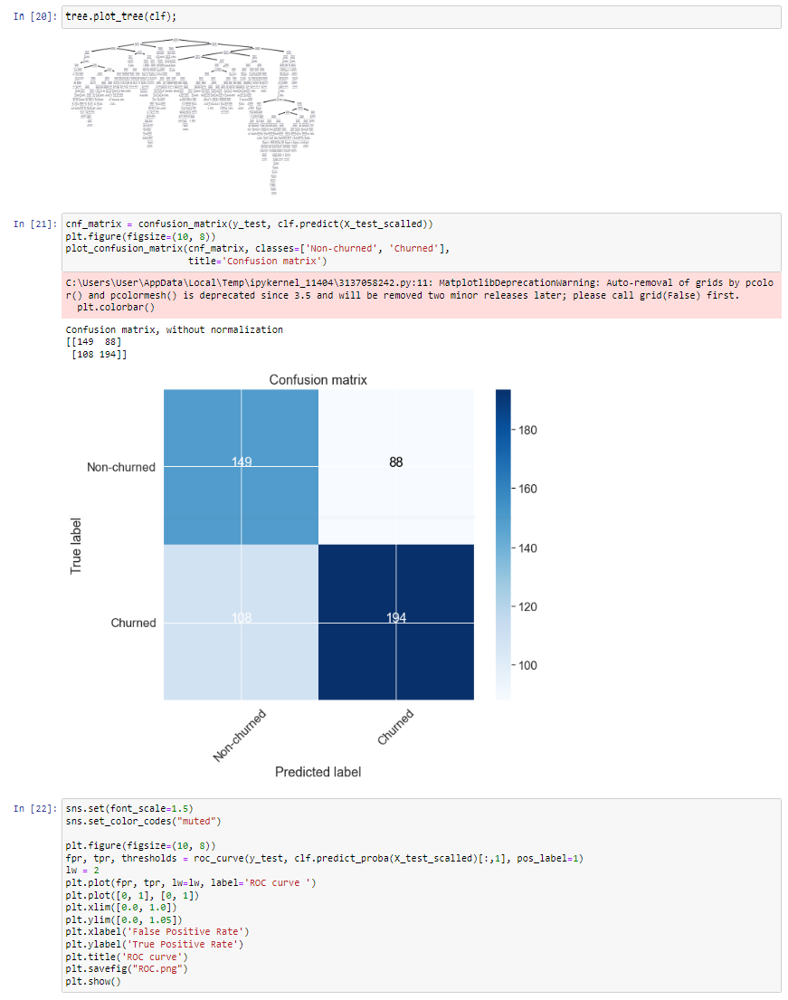 In [20]: tree.plot_tree(clf);
In [21]: cnf_matrix = confusion_matrix(y_test, clf.predict(X_test_scalled))
plt.figure(figsize=(10, 8))
plot_confusion_matrix(cnf_matrix, classes=['Non-churned', 'Churned'],
title='Confusion matrix')
C:\Users\User\AppData\Local\Temp\ipykernel_11404\3137058242.py:11: MatplotlibDeprecationWarning: Auto-removal of grids by pcolo
r() and pcolormesh() is deprecated since 3.5 and will be removed two minor releases later; please call grid(False) first.
plt.colorbar()
Confusion matrix, without normalization
[[149  88]
[108 194]]
Confusion matrix
180
160
140
120
100
Non-churned
149
88
True label
Churned
108
194
Non-churned
Churned
Predicted label
In [22]: sns.set(font_scale=1.5)
sns.set_color_codes("muted")
plt.figure(figsize=(10, 8))
fpr, tpr, thresholds = roc_curve(y_test, clf.predict_proba(X_test_scalled)[:,1], pos_label=1)
lw = 2
plt.plot(fpr, tpr, lw=lw, label='ROC curve ')
plt.plot([0, 1], [0, 1])
plt.xlim([0.0, 1.0])
plt.ylim([0.0, 1.05])
plt.xlabel('False Positive Rate')
plt.ylabel('True Positive Rate')
plt.title('ROC curve')
plt.savefig("ROC.png")
plt.show()